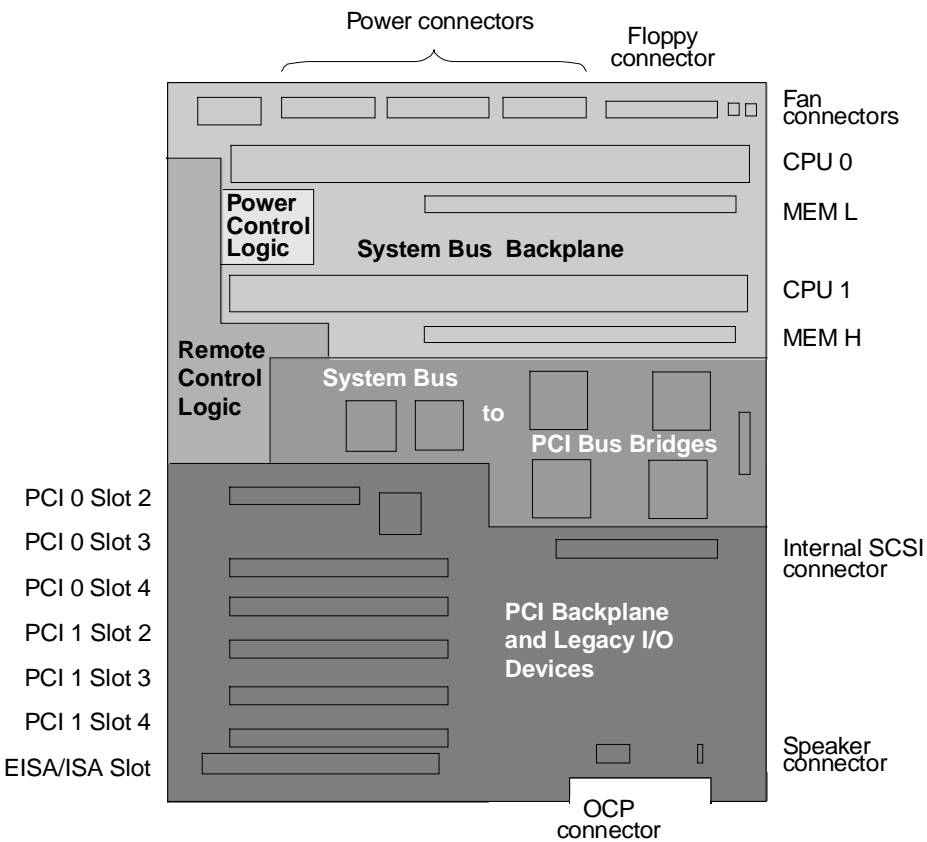 Power connectors
Floppy
connector
Fan
connectors
CPU 0
Power
Control
Logic
MEM L
System Bus Backplane
CPU 1
MEM H
Remote
Control
Logic
System Bus
to
PCI Bus Bridges
PCI 0 Slot 2
PCI 0 Slot 3
PCI 0 Slot 4
PCI 1 Slot 2
PCI 1 Slot 3
PCI 1 Slot 4
EISA/ISA Slot
Internal SCSI
connector
PCI Backplane
and Legacy I/O
Devices
Speaker
connector
OCP
connector